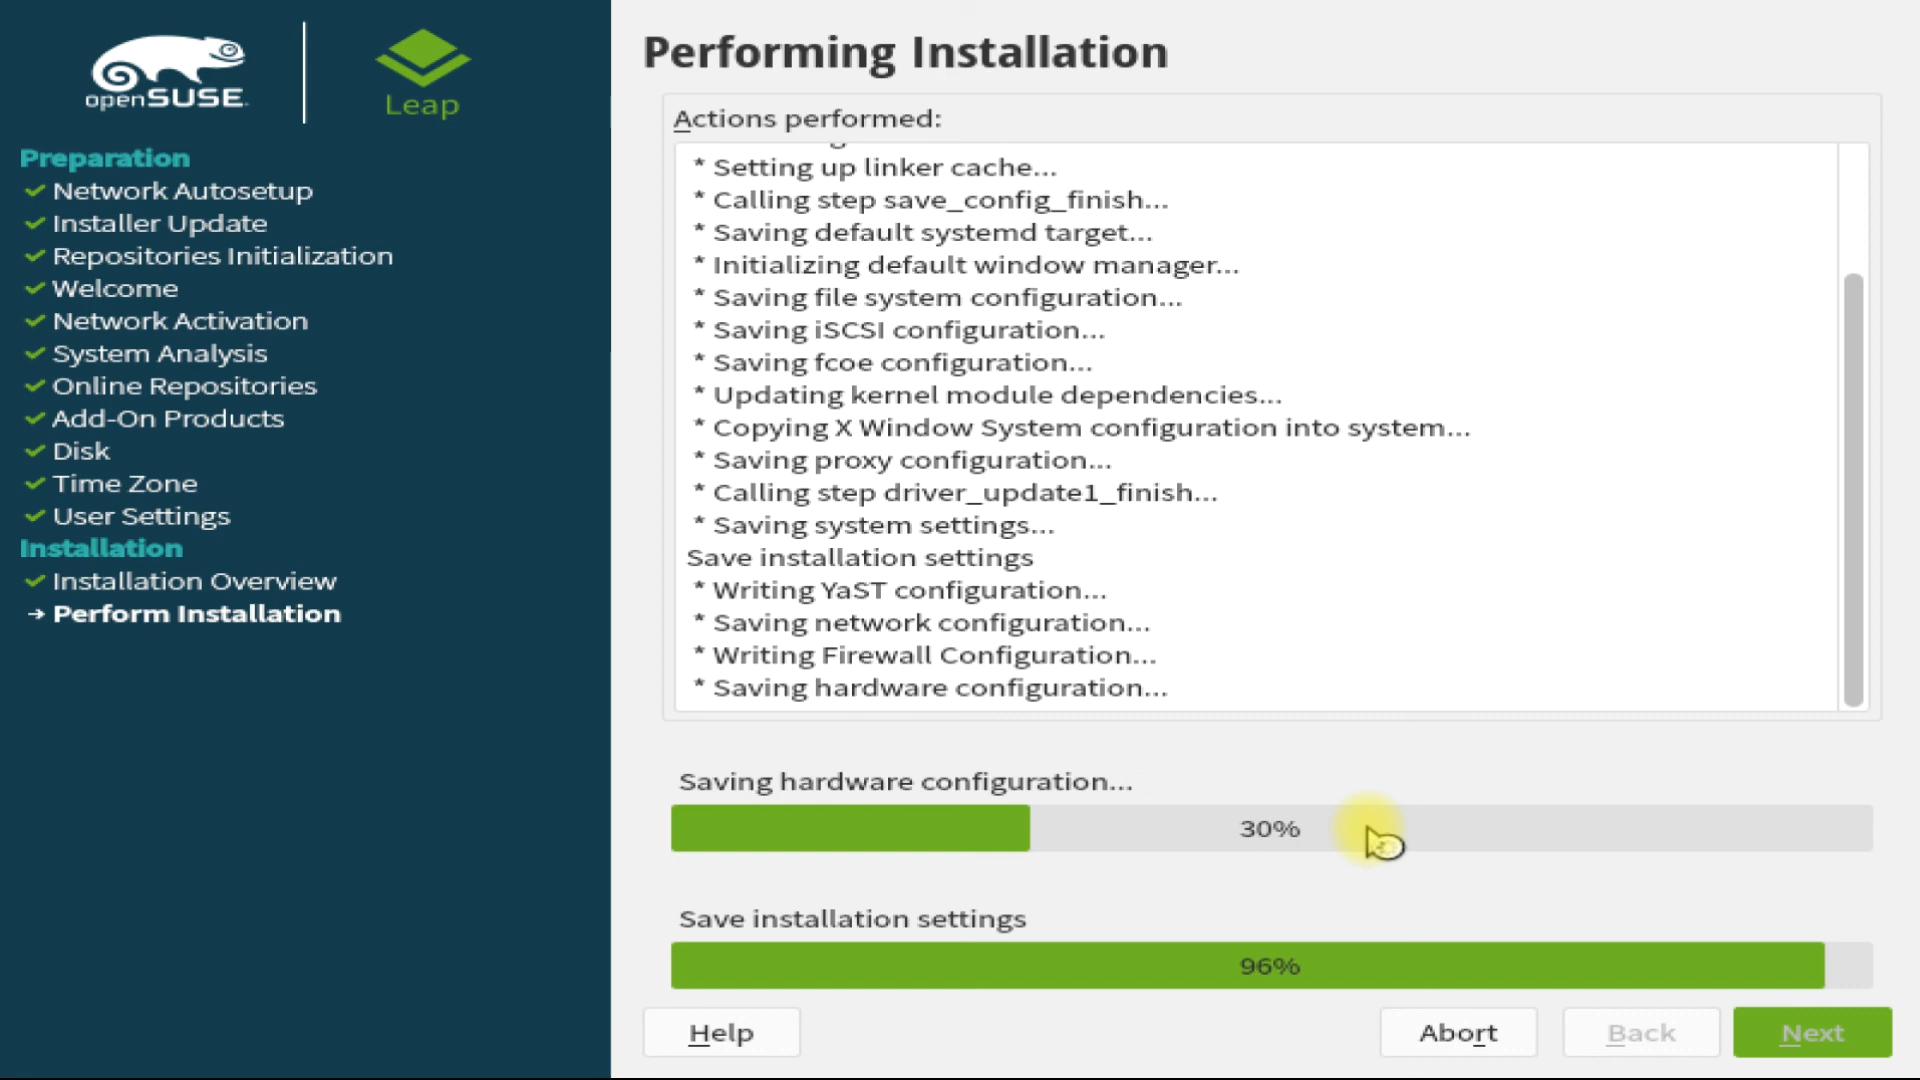 openSUSE
Leap
Preparation
Network Autosetup
Installer Update
Repositories Initialization
Welcome
Network Activation
System Analysis
Online Repositories
Add-On Products
Disk
Time Zone
User Settings
Installation
Installation Overview
Perform Installation
Performing Installation
Actions performed:
* Setting up linker cache...
* Calling step save_config_finish...
* Saving default systemd target...
* Initializing default window manager...
* Saving file system configuration...
* Saving iSCSI configuration...
* Saving fcoe configuration...
* Updating kernel module dependencies...
* Copying X Window System configuration into system...
* Saving proxy configuration...
* Calling step driver_update1_finish...
* Saving system settings...
Save installation settings
* Writing YaST configuration...
* Saving network configuration...
* Writing Firewall Configuration...
* Saving hardware configuration...
Saving hardware configuration...
30%
Save installation settings
96%
Help
Abort
Back
Next